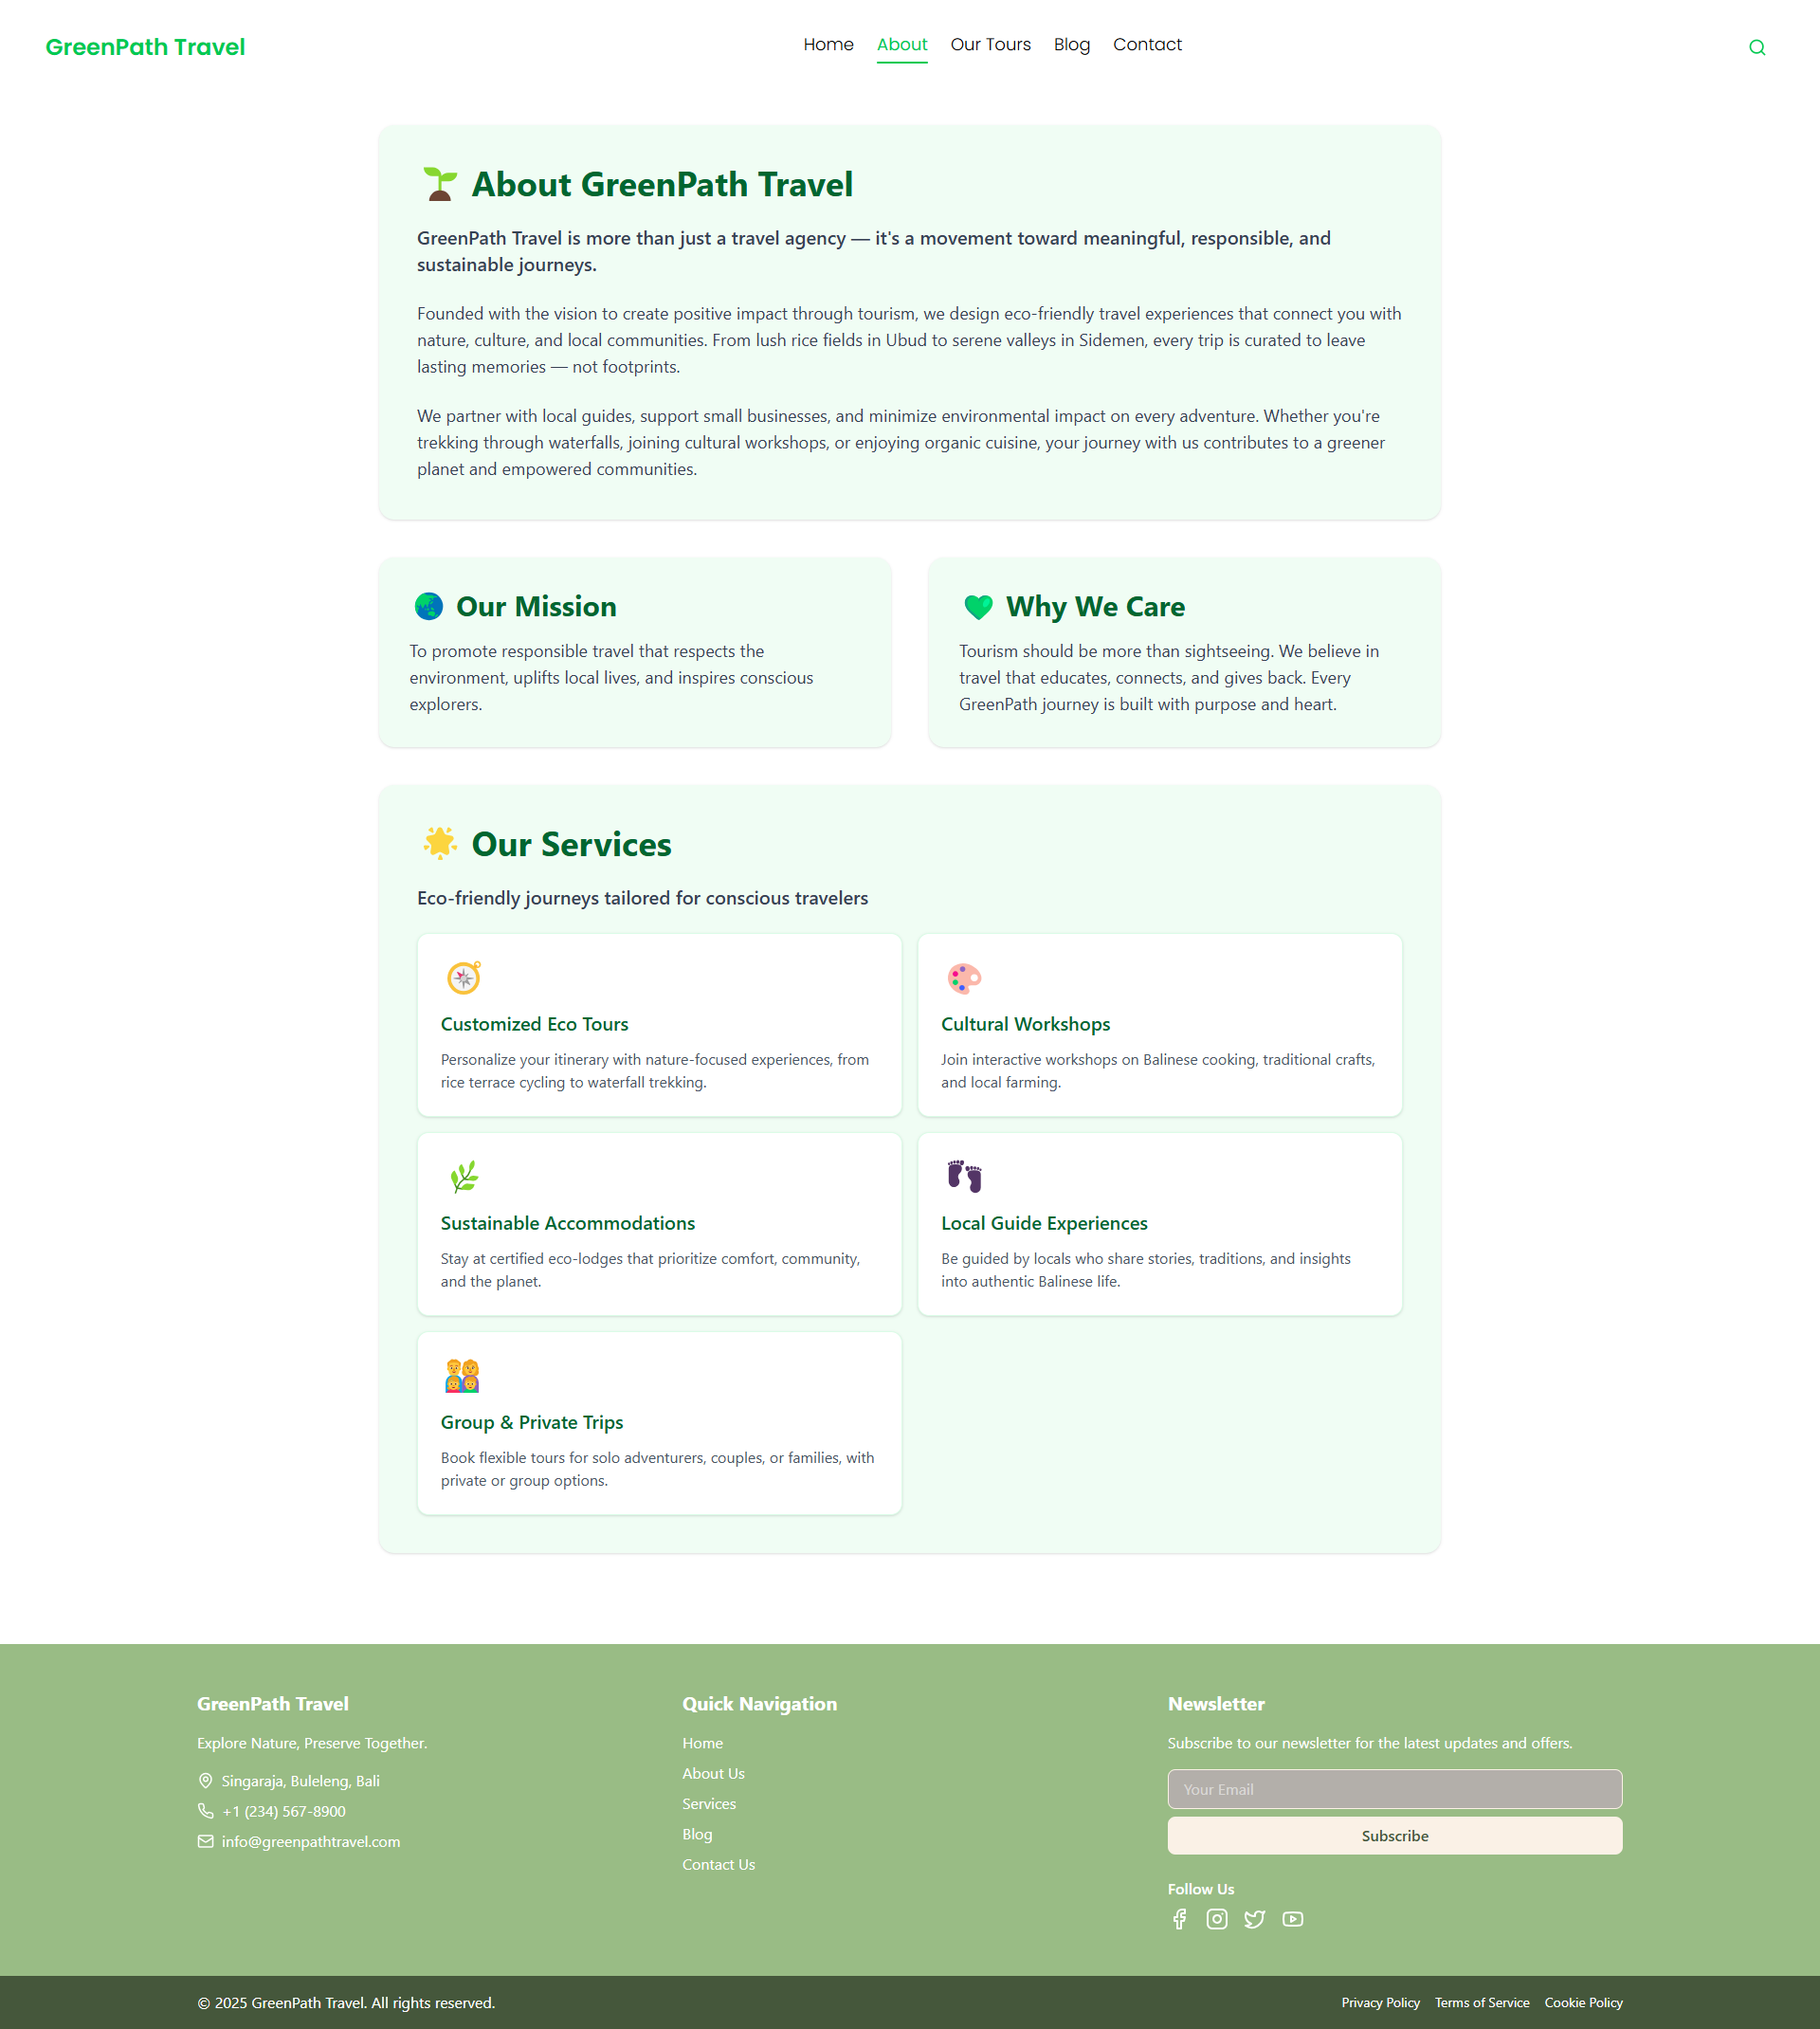 GreenPath Travel
Home About Our Tours Blog Contact
About GreenPath Travel
GreenPath Travel is more than just a travel agency — it's a movement toward meaningful, responsible, and
sustainable journeys.
Founded with the vision to create positive impact through tourism, we design eco-friendly travel experiences that connect you with
nature, culture, and local communities. From lush rice fields in Ubud to serene valleys in Sidemen, every trip is curated to leave
lasting memories — not footprints.
We partner with local guides, support small businesses, and minimize environmental impact on every adventure. Whether you're
trekking through waterfalls, joining cultural workshops, or enjoying organic cuisine, your journey with us contributes to a greener
planet and empowered communities.
Our Mission
To promote responsible travel that respects the
environment, uplifts local lives, and inspires conscious
explorers.
Why We Care
Tourism should be more than sightseeing. We believe in
travel that educates, connects, and gives back. Every
GreenPath journey is built with purpose and heart.
Our Services
Eco-friendly journeys tailored for conscious travelers
Customized Eco Tours
Personalize your itinerary with nature-focused experiences, from
rice terrace cycling to waterfall trekking.
Cultural Workshops
Join interactive workshops on Balinese cooking, traditional crafts,
and local farming.
Sustainable Accommodations
Stay at certified eco-lodges that prioritize comfort, community,
and the planet.
Local Guide Experiences
Be guided by locals who share stories, traditions, and insights
into authentic Balinese life.
Group & Private Trips
Book flexible tours for solo adventurers, couples, or families, with
private or group options.
GreenPath Travel
Explore Nature, Preserve Together.
Singaraja, Buleleng, Bali
+1 (234) 567-8900
info@greenpathtravel.com
Quick Navigation
Home
About Us
Services
Blog
Contact Us
Newsletter
Subscribe to our newsletter for the latest updates and offers.
Your Email
Subscribe
Follow Us
© 2025 GreenPath Travel. All rights reserved.
Privacy Policy Terms of Service Cookie Policy